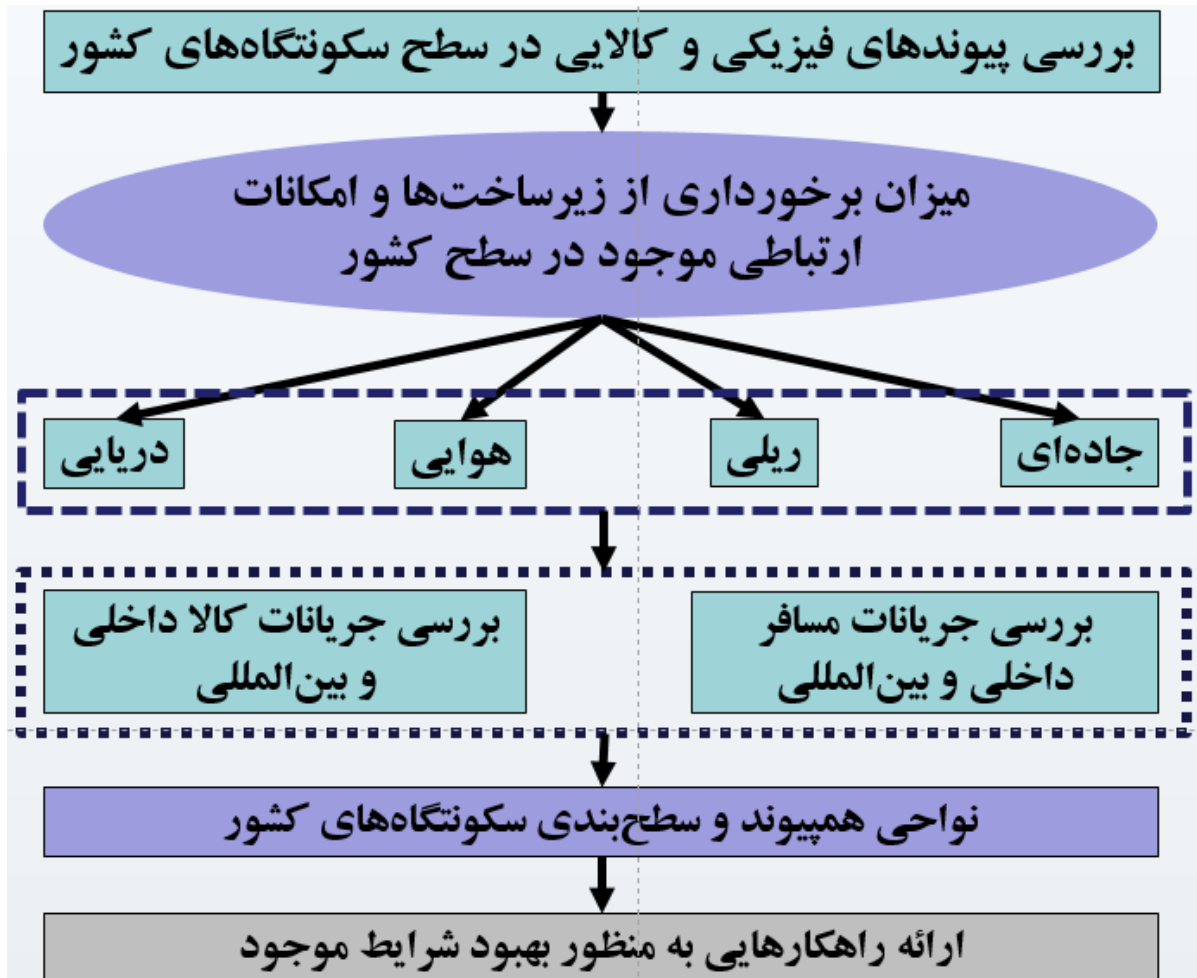 بررسی پیوندهای فیزیکی و کالایی در سطح سکونتگاه‌های کشور
میزان برخورداری از زیرساخت‌ها و امکانات
ارتباطی موجود در سطح کشور
جاده‌ای
ریلی
هوایی
دریایی
بررسی جریانات مسافر
داخلی و بین‌المللی
بررسی جریانات کالا داخلی
و بین‌المللی
نواحی همپیوند و سطح‌بندی سکونتگاه‌های کشور
ارائه راهکارهایی به منظور بهبود شرایط موجود